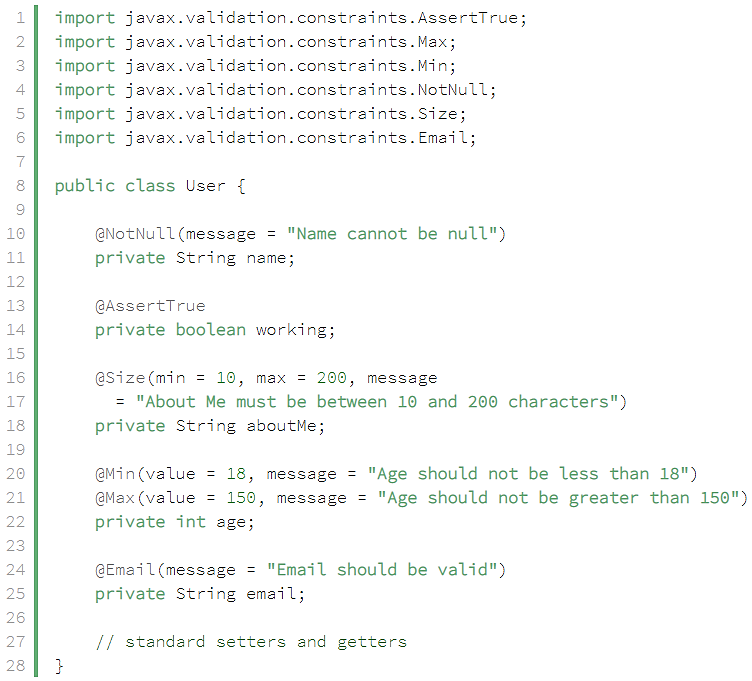 1 import javax.validation.constraints.AssertTrue;
2 import javax.validation.constraints.Max;
3 import javax.validation.constraints.Min;
4 import javax.validation.constraints.NotNull;
5 import javax.validation.constraints.Size;
6 import javax.validation.constraints.Email;
7
8 public class User {
9
10     @NotNull(message = "Name cannot be null")
11     private String name;
12
13     @AssertTrue
14     private boolean working;
15
16     @Size(min = 10, max = 200, message
17       = "About Me must be between 10 and 200 characters")
18     private String aboutMe;
19
20     @Min(value = 18, message = "Age should not be less than 18")
21     @Max(value = 150, message = "Age should not be greater than 150")
22     private int age;
23
24     @Email(message = "Email should be valid")
25     private String email;
26
27     // standard setters and getters
28 }